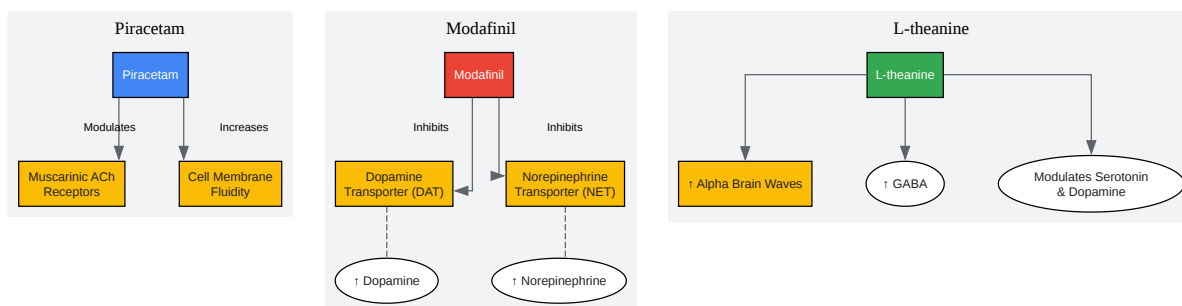 Piracetam
Piracetam
Modulates
Increases
Muscarinic ACh
Receptors
Cell Membrane
Fluidity
Modafinil
Modafinil
Inhibits
Inhibits
Dopamine
Transporter (DAT)
Norepinephrine
Transporter (NET)
↑ Dopamine
↑ Norepinephrine
L-theanine
L-theanine
↑ Alpha Brain Waves
↑ GABA
Modulates Serotonin
& Dopamine